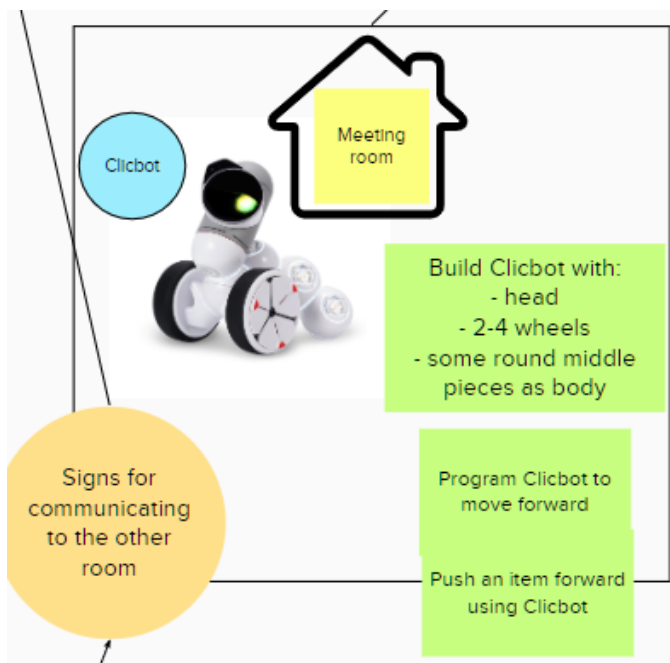 Meeting
room
Clicbot
Build Clicbot with:
- head
- 2-4 wheels
- some round middle
pieces as body
Signs for
communicating
to the other
room
Program Clicbot to
move forward
Push an item forward
using Clicbot